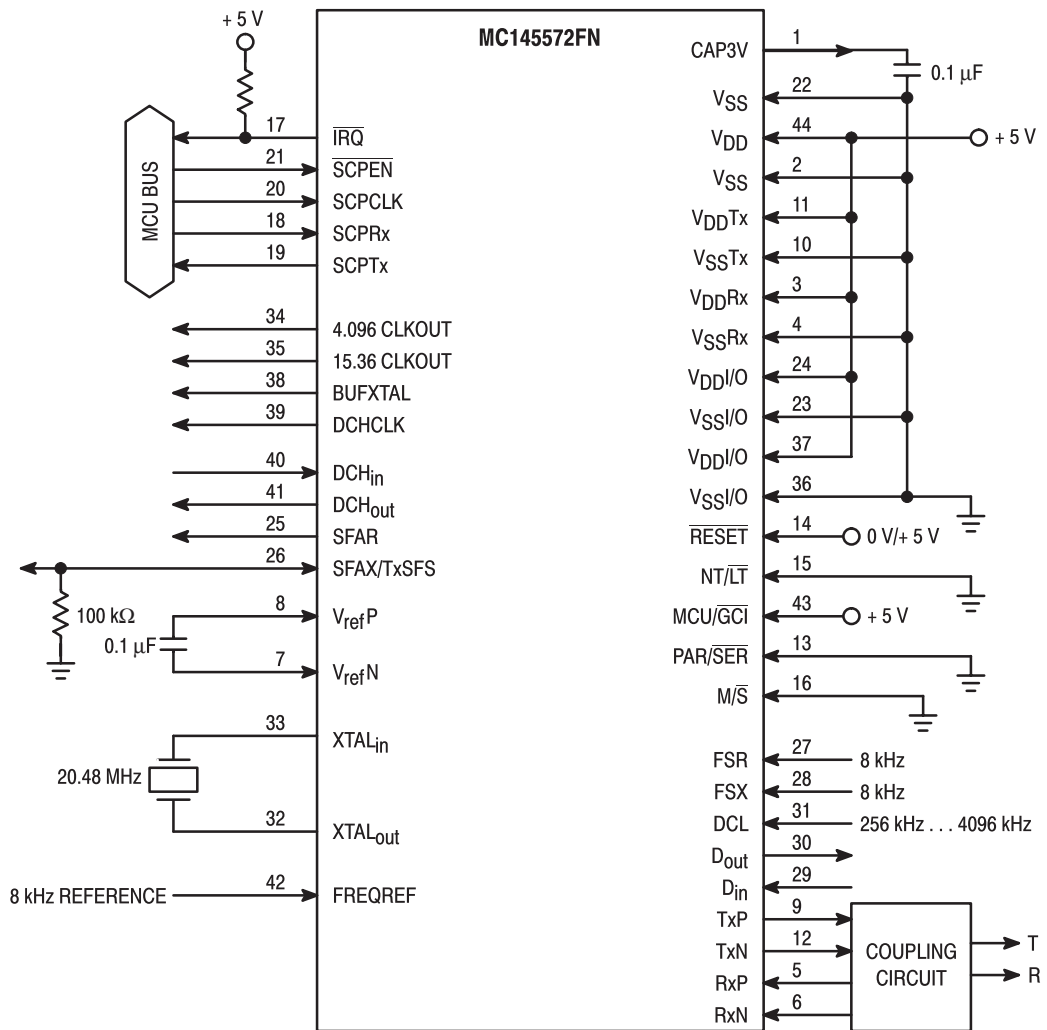 + 5 V
MC145572FN
MCU BUS
17 IRQ
21 SCPEN
20 SCPCLK
18 SCPRx
19 SCPTx
34 4.096 CLKOUT
35 15.36 CLKOUT
38 BUFXTAL
39 DCHCLK
40 DCHin
41 DCHout
25 SFAR
26 SFAX/TxSFS
100 kΩ
8 VrefP
0.1 μF
7 VrefN
33 XTALin
20.48 MHz
32 XTALout
8 kHz REFERENCE 42 FREQREF
CAP3V 1
0.1 μF
VSS 22
VDD 44 + 5 V
VSS 2
VDDTx 11
VSSTx 10
VDDRx 3
VSSRx 4
VDDI/O 24
VSSI/O 23
VDDI/O 37
VSSI/O 36
RESET 14 0 V/+ 5 V
NT/LT 15
MCU/GCI 43 + 5 V
PAR/SER 13
M/S 16
FSR 27 8 kHz
FSX 28 8 kHz
DCL 31 256 kHz . . . 4096 kHz
Dout 30
Din 29
TxP 9
TxN 12
RxP 5
RxN 6
COUPLING
CIRCUIT
T
R